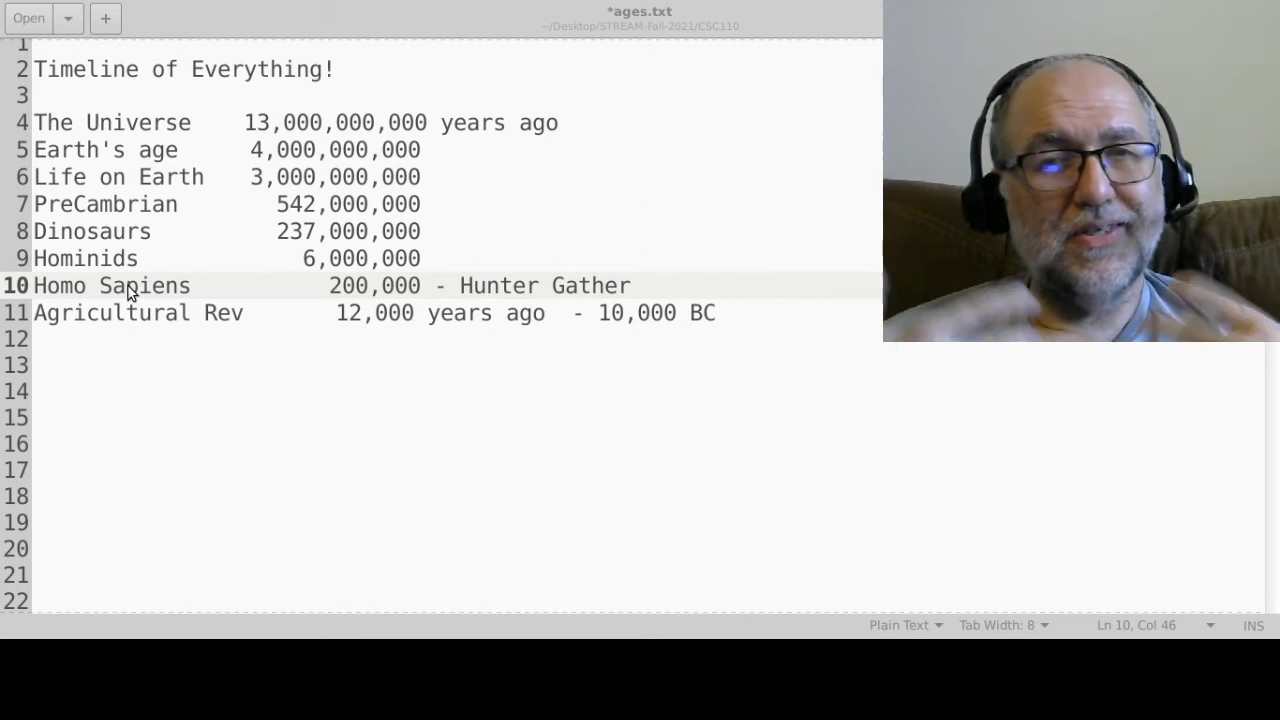 Open
*ages.txt
~/Desktop/STREAM-Fall-2021/CSC110
1
2 Timeline of Everything!
3
4 The Universe 13,000,000,000 years ago
5 Earth's age 4,000,000,000
6 Life on Earth 3,000,000,000
7 PreCambrian 542,000,000
8 Dinosaurs 237,000,000
9 Hominids 6,000,000
10 Homo Sapiens 200,000 - Hunter Gather
11 Agricultural Rev 12,000 years ago - 10,000 BC
12
13
14
15
16
17
18
19
20
21
22
Plain Text Tab Width: 8 Ln 10, Col 46 INS